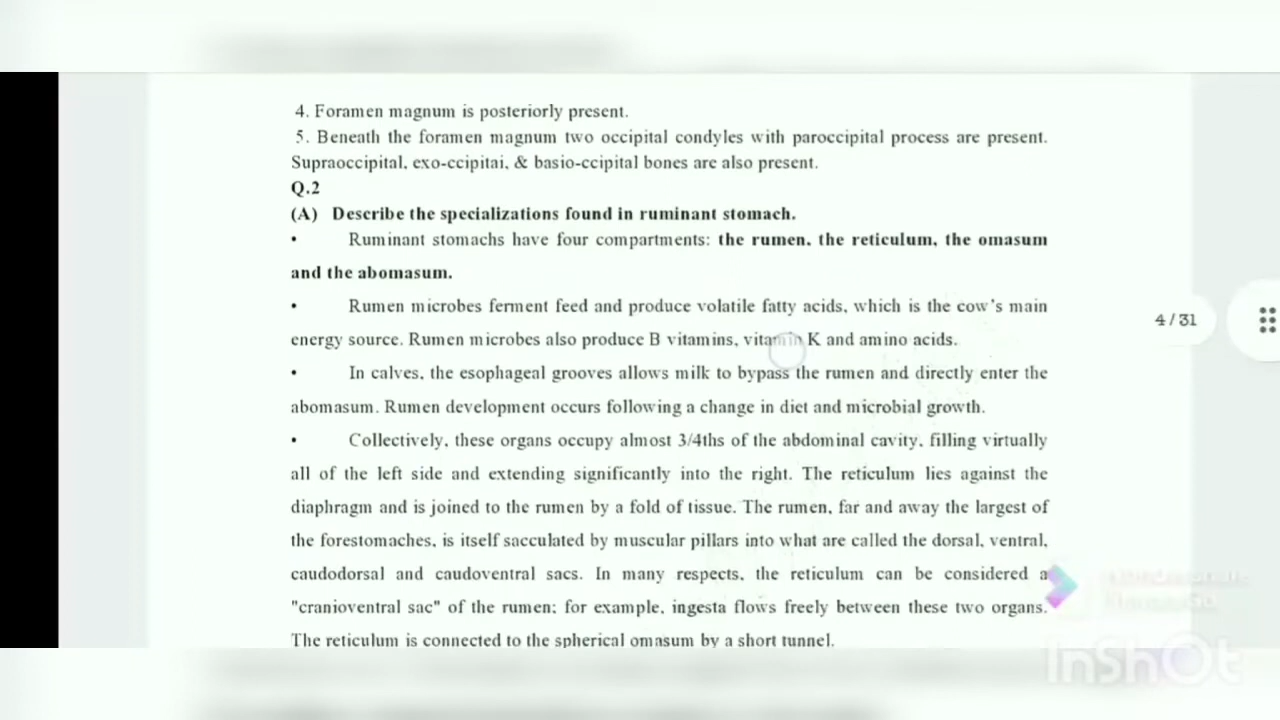 4. Foramen magnum is posteriorly present.
5. Beneath the foramen magnum two occipital condyles with paroccipital process are present.
Supraoccipital, exo-ccipitai, & basio-ccipital bones are also present.
Q.2
(A) Describe the specializations found in ruminant stomach.
• Ruminant stomachs have four compartments: the rumen, the reticulum, the omasum
and the abomasum.
• Rumen microbes ferment feed and produce volatile fatty acids, which is the cow's main
energy source. Rumen microbes also produce B vitamins, vitamin K and amino acids.
• In calves, the esophageal grooves allows milk to bypass the rumen and directly enter the
abomasum. Rumen development occurs following a change in diet and microbial growth.
• Collectively, these organs occupy almost 3/4ths of the abdominal cavity, filling virtually
all of the left side and extending significantly into the right. The reticulum lies against the
diaphragm and is joined to the rumen by a fold of tissue. The rumen, far and away the largest of
the forestomaches, is itself sacculated by muscular pillars into what are called the dorsal, ventral,
caudodorsal and caudoventral sacs. In many respects, the reticulum can be considered a
"cranioventral sac" of the rumen; for example, ingesta flows freely between these two organs.
The reticulum is connected to the spherical omasum by a short tunnel.
4/31
InShOt